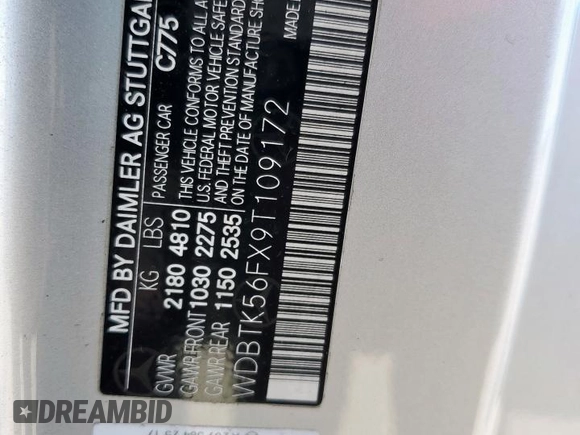 MFD BY DAIMLER AG STUTTGA
C775
KG LBS PASSENGER CAR
GVWR 2180 4810 THIS VEHICLE CONFORMS TO ALL A
GAWR FRONT 1030 2275 U.S. FEDERAL MOTOR VEHICLE SAFE
GAWR REAR 1150 2535 AND THEFT PREVENTION STANDARD
ON THE DATE OF MANUFACTURE SHO
WDBTK56FX9T109172
MADE
DREAMBID